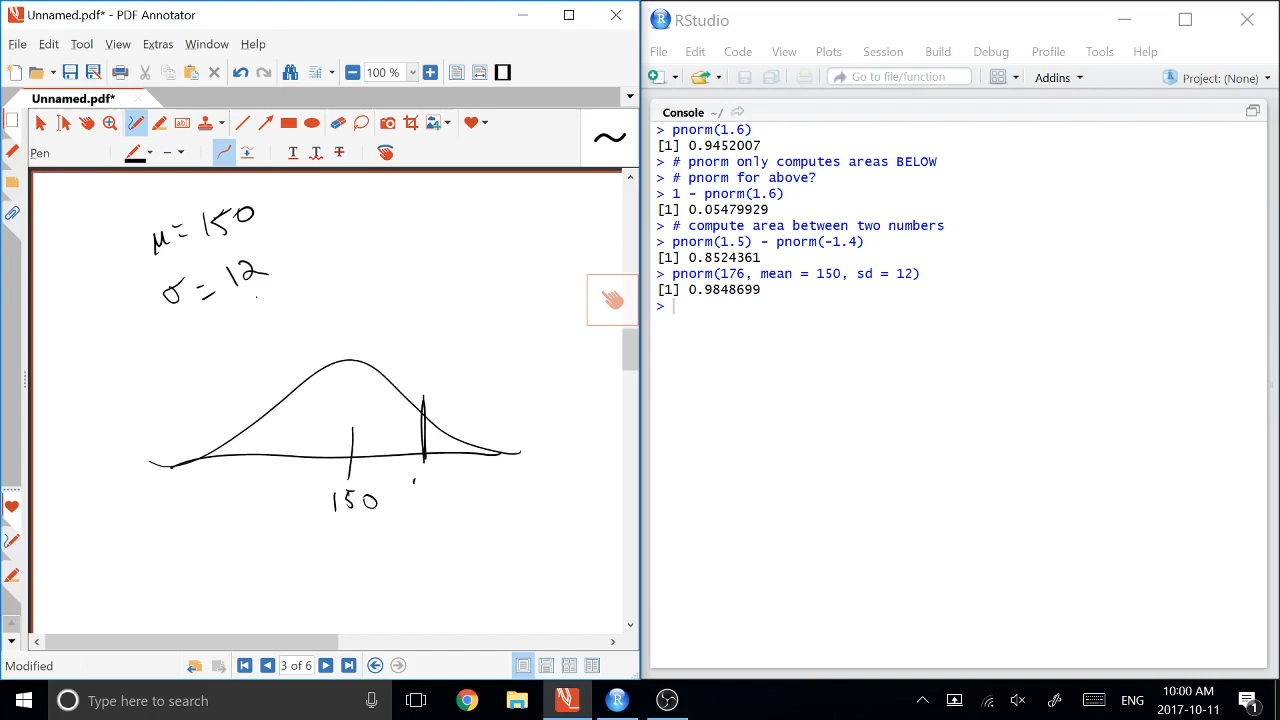 Unnamed.pdf* - PDF Annotator
File Edit Tool View Extras Window Help
100 %
Unnamed.pdf*
Pen
μ = 150
σ = 12
150
3 of 6
Modified
RStudio
File Edit Code View Plots Session Build Debug Profile Tools Help
Go to file/function
Addins
Project: (None)
Console ~/
> pnorm(1.6)
[1] 0.9452007
> # pnorm only computes areas BELOW
> # pnorm for above?
> 1 - pnorm(1.6)
[1] 0.05479929
> # compute area between two numbers
> pnorm(1.5) - pnorm(-1.4)
[1] 0.8524361
> pnorm(176, mean = 150, sd = 12)
[1] 0.9848699
>
Type here to search
ENG
10:00 AM
2017-10-11
1